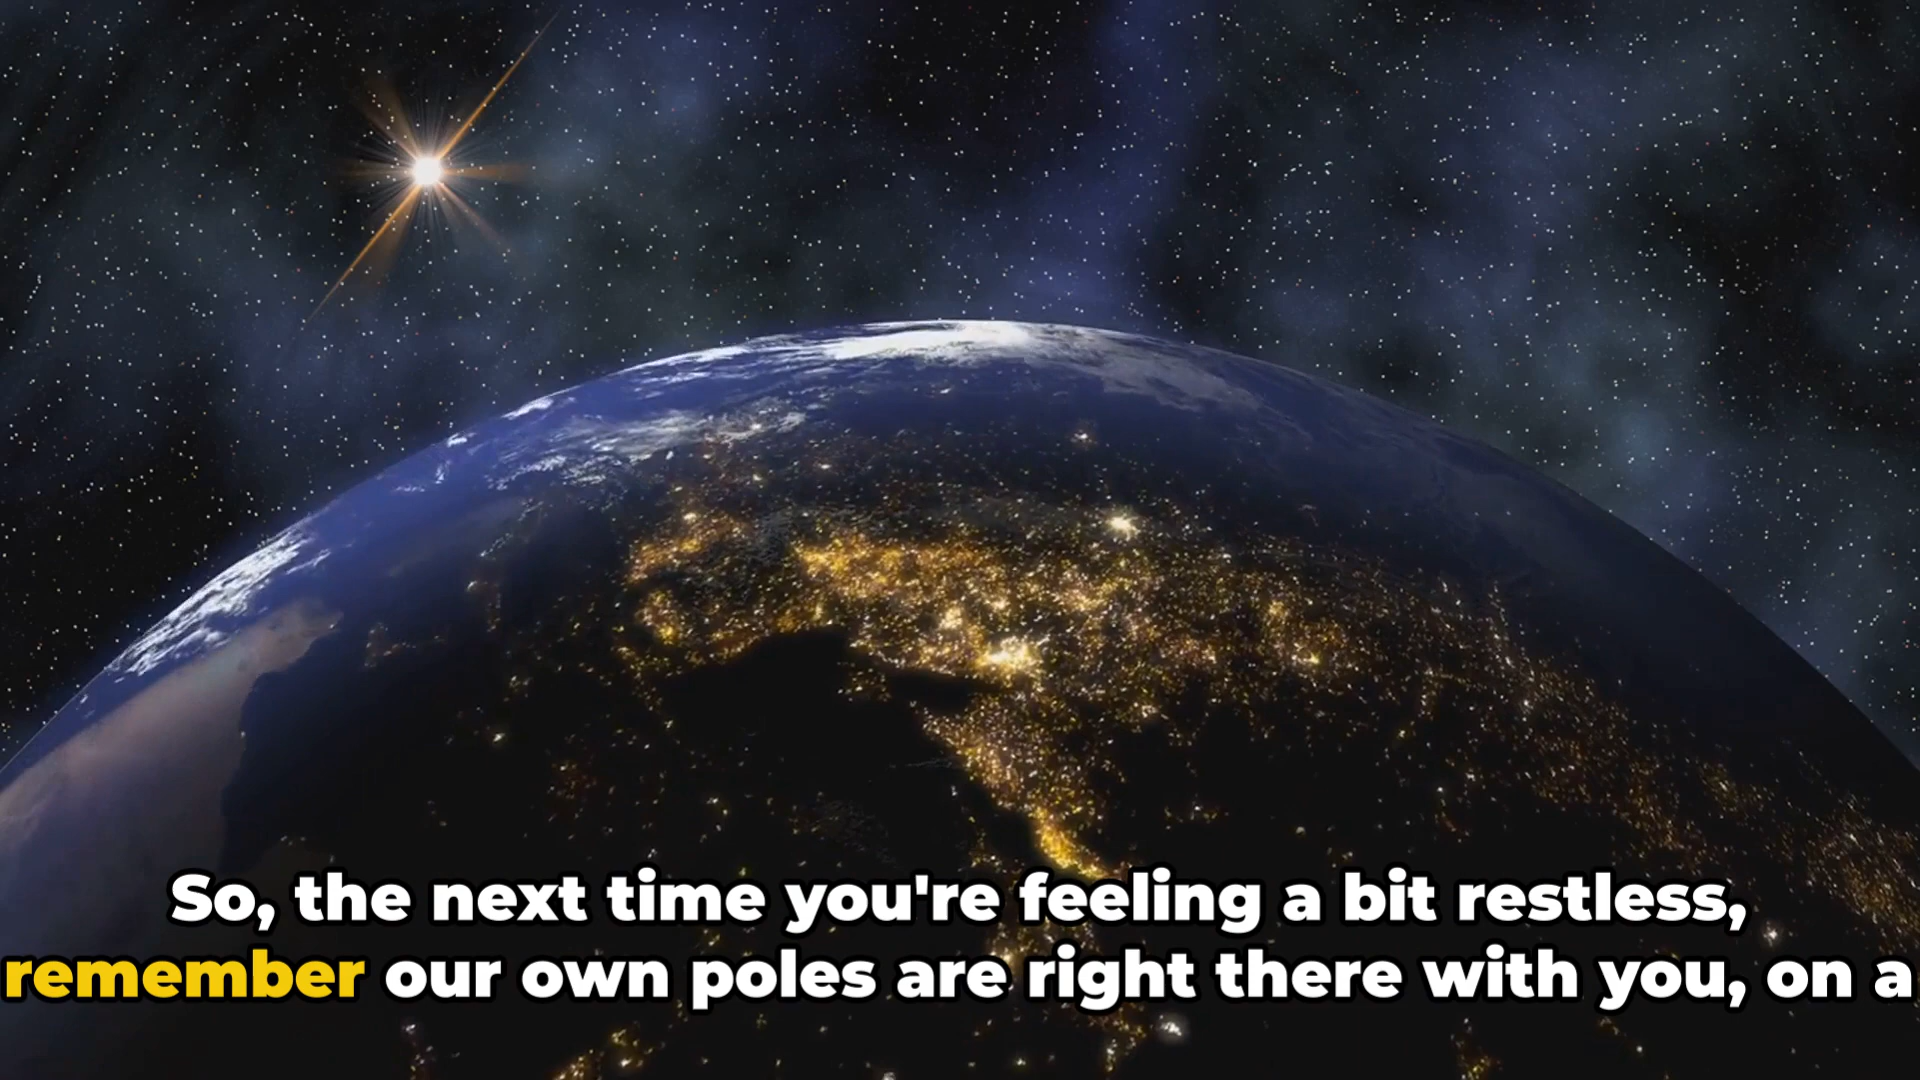 So, the next time you're feeling a bit restless,
remember our own poles are right there with you, on a